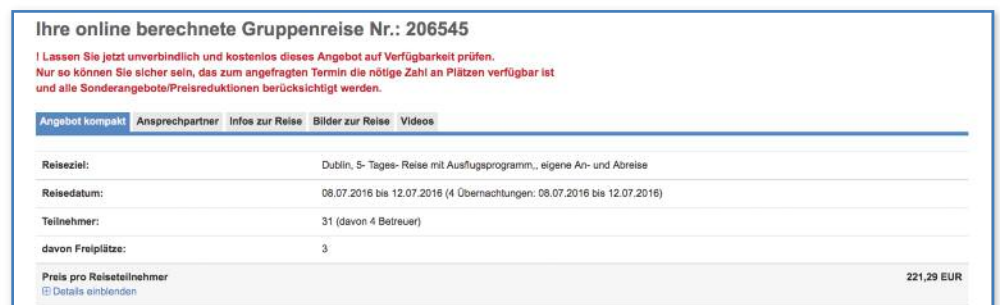 Ihre online berechnete Gruppenreise Nr.: 206545
! Lassen Sie jetzt unverbindlich und kostenlos dieses Angebot auf Verfügbarkeit prüfen.
Nur so können Sie sicher sein, das zum angefragten Termin die nötige Zahl an Plätzen verfügbar ist
und alle Sonderangebote/Preisreduktionen berücksichtigt werden.
Angebot kompakt Ansprechpartner Infos zur Reise Bilder zur Reise Videos
Reiseziel: Dublin, 5- Tages- Reise mit Ausflugsprogramm,, eigene An- und Abreise
Reisedatum: 08.07.2016 bis 12.07.2016 (4 Übernachtungen: 08.07.2016 bis 12.07.2016)
Teilnehmer: 31 (davon 4 Betreuer)
davon Freiplätze: 3
Preis pro Reiseteilnehmer 221,29 EUR
Details einblenden